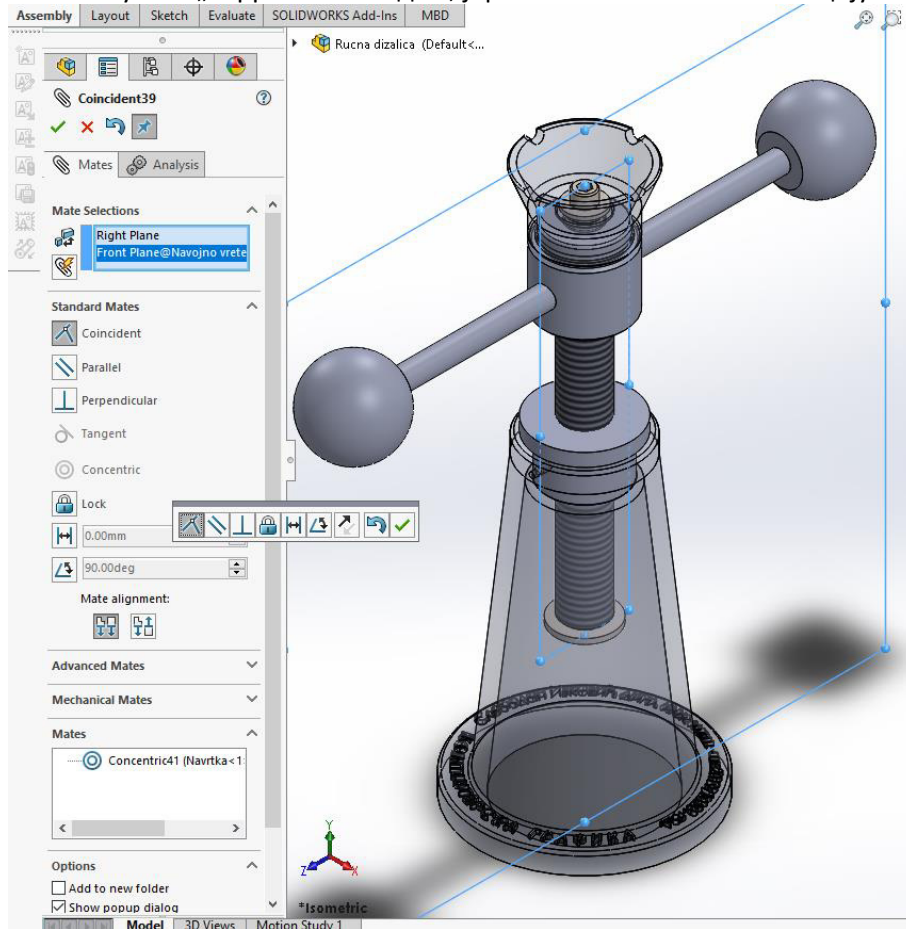 Assembly Layout Sketch Evaluate SOLIDWORKS Add-Ins MBD
Rucna dizalica (Default<...
Coincident39
Mates Analysis
Mate Selections
Right Plane
Front Plane@Navojno vrete
Standard Mates
Coincident
Parallel
Perpendicular
Tangent
Concentric
Lock
0.00mm
90.00deg
Mate alignment:
Advanced Mates
Mechanical Mates
Mates
Concentric41 (Navrtka<1
Options
Add to new folder
Show popup dialog
Y
Z X
*Isometric
Model 3D Views Motion Study 1